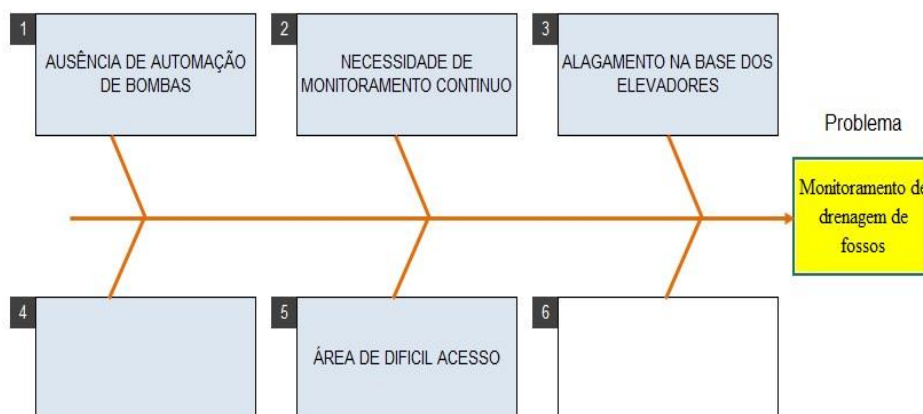 1
AUSÊNCIA DE AUTOMAÇÃO
DE BOMBAS
2
NECESSIDADE DE
MONITORAMENTO CONTINUO
3
ALAGAMENTO NA BASE DOS
ELEVADORES
Problema
Monitoramento de
drenagem de
fossos
4
5
ÁREA DE DIFICIL ACESSO
6